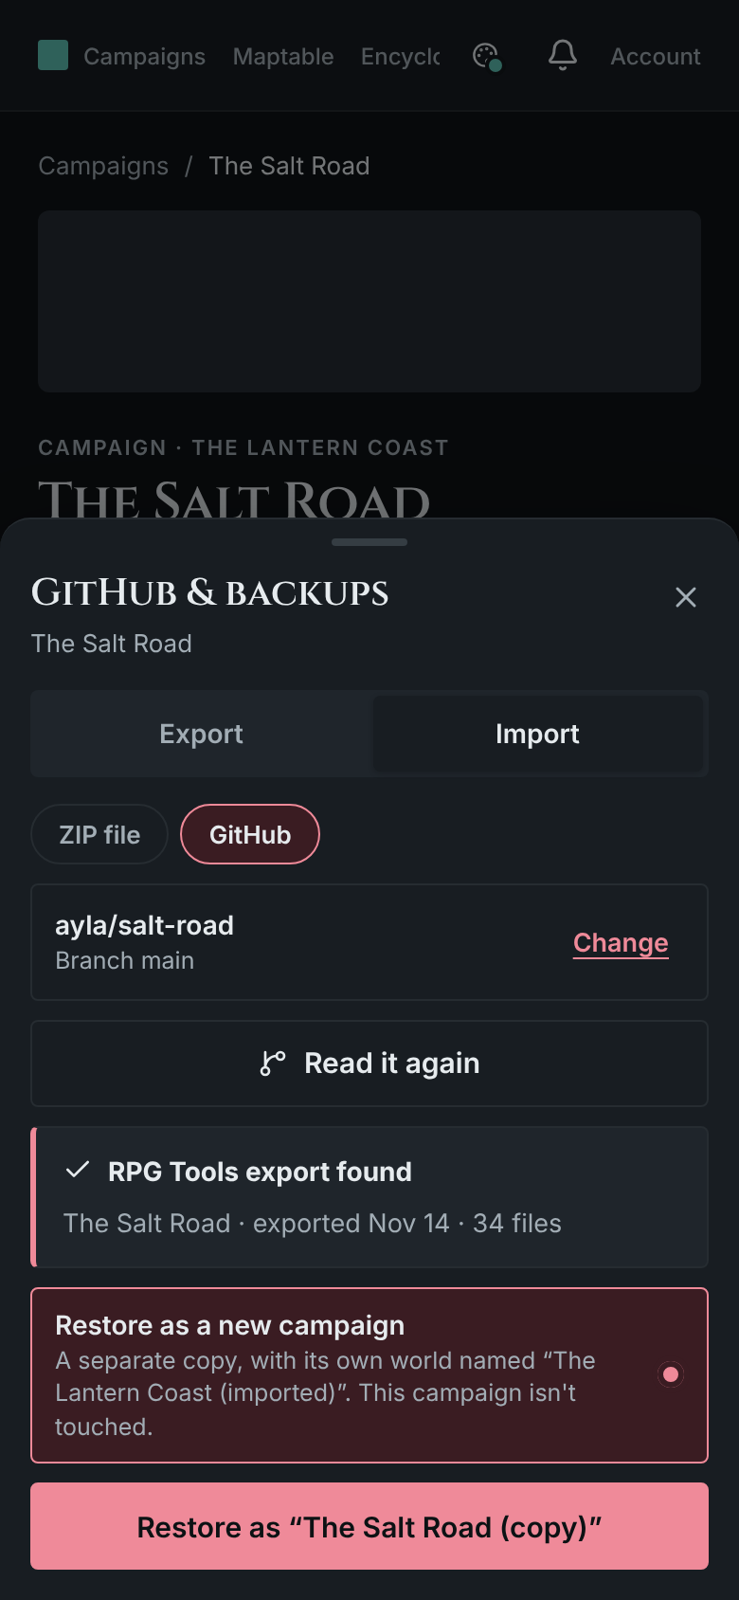 Campaigns Maptable Encyclc Account
Campaigns / The Salt Road
CAMPAIGN · THE LANTERN COAST
THE SALT ROAD
GITHUB & BACKUPS
The Salt Road
Export Import
ZIP file GitHub
ayla/salt-road
Branch main
Change
Read it again
RPG Tools export found
The Salt Road · exported Nov 14 · 34 files
Restore as a new campaign
A separate copy, with its own world named “The
Lantern Coast (imported)”. This campaign isn't
touched.
Restore as “The Salt Road (copy)”